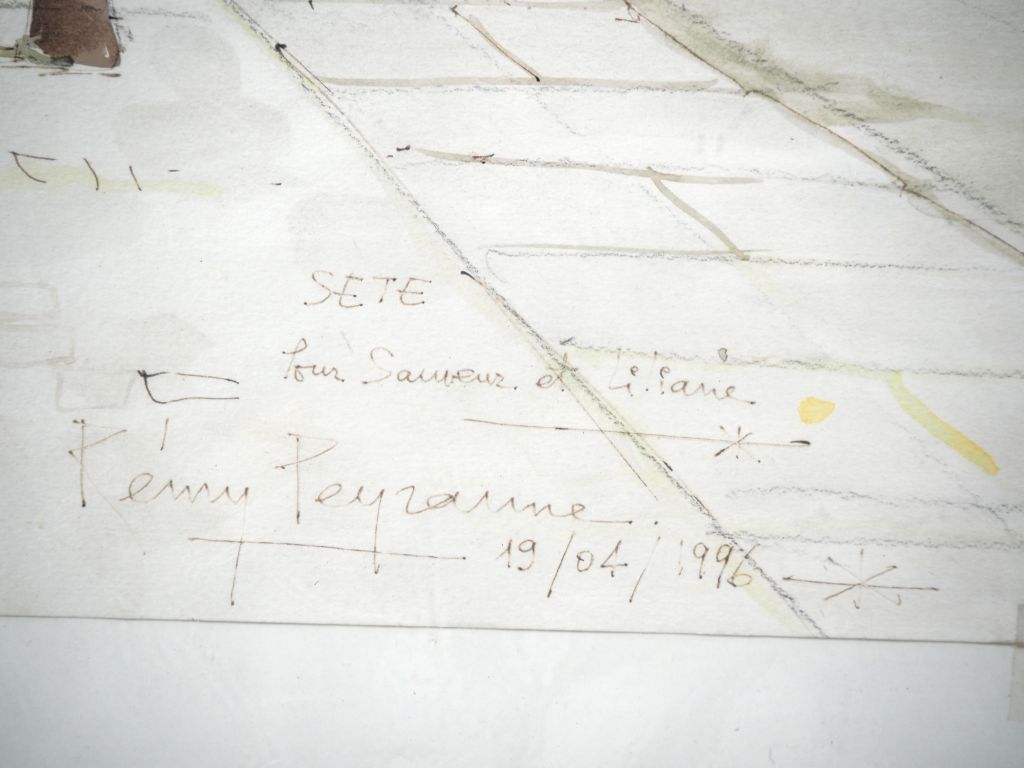 SETE
Pour Sauveur et Liliane
Rémy Peyranne
19/04/1996